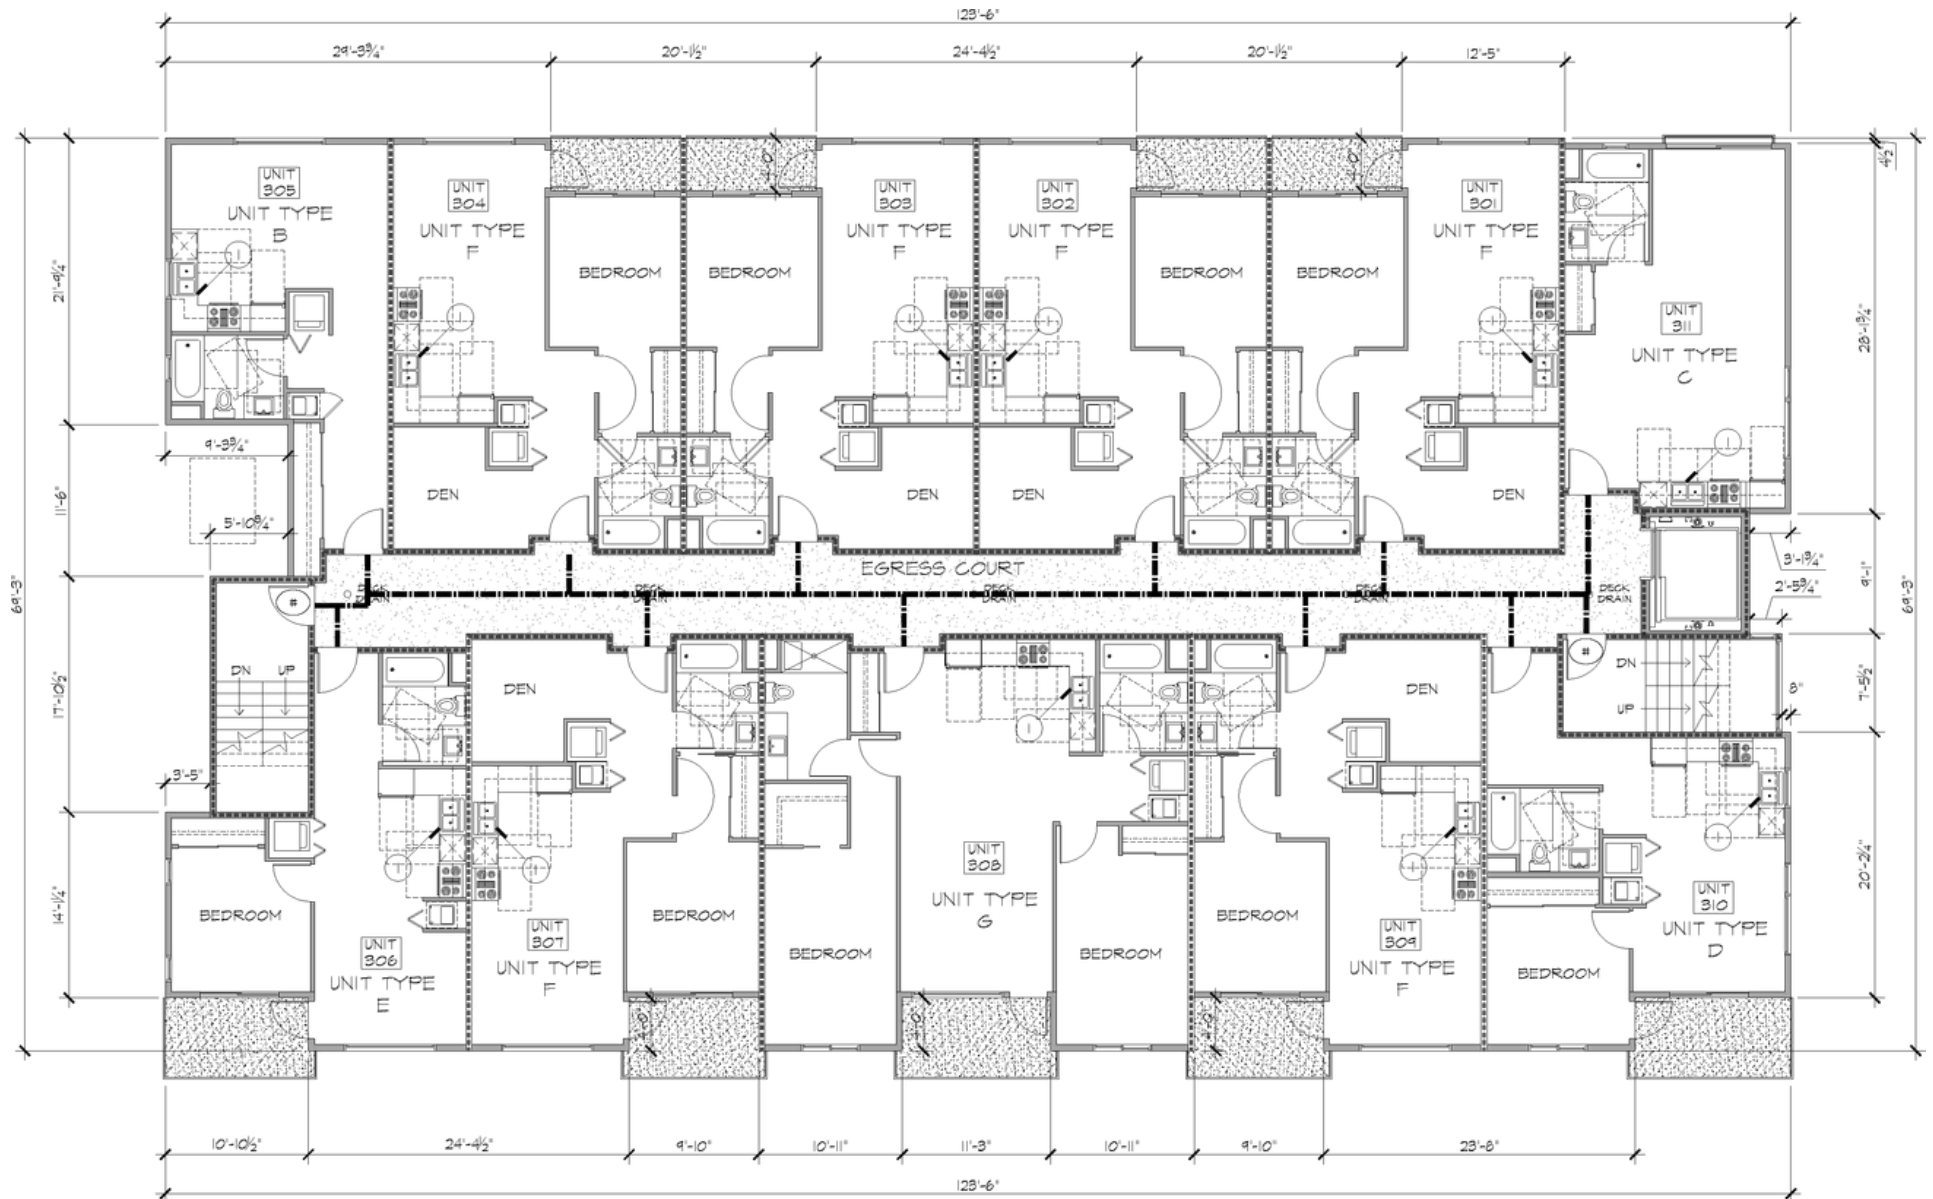 123'-6"
29'-3¾"
20'-1½"
24'-4½"
20'-1½"
12'-5"
4½"
UNIT
305
UNIT TYPE
B
UNIT
304
UNIT TYPE
F
UNIT
303
UNIT TYPE
F
UNIT
302
UNIT TYPE
F
UNIT
301
UNIT TYPE
F
BEDROOM
BEDROOM
BEDROOM
BEDROOM
UNIT
311
UNIT TYPE
C
21'-9¼"
28'-1¾"
9'-3¾"
11'-6"
5'-10¾"
DEN
DEN
DEN
DEN
EGRESS COURT
DECK
DRAIN
DECK
DRAIN
DECK
DRAIN
DECK
DRAIN
DECK
DRAIN
3'-1¾"
9'-1"
2'-5¾"
69'-3"
69'-3"
DN
UP
DEN
DEN
DN
UP
17'-10½"
8"
7'-5½"
3'-5"
14'-1¼"
20'-2¼"
BEDROOM
UNIT
306
UNIT TYPE
E
UNIT
307
UNIT TYPE
F
BEDROOM
BEDROOM
UNIT
308
UNIT TYPE
G
BEDROOM
BEDROOM
UNIT
309
UNIT TYPE
F
BEDROOM
UNIT
310
UNIT TYPE
D
10'-10½"
24'-4½"
9'-10"
10'-11"
11'-3"
10'-11"
9'-10"
23'-8"
123'-6"